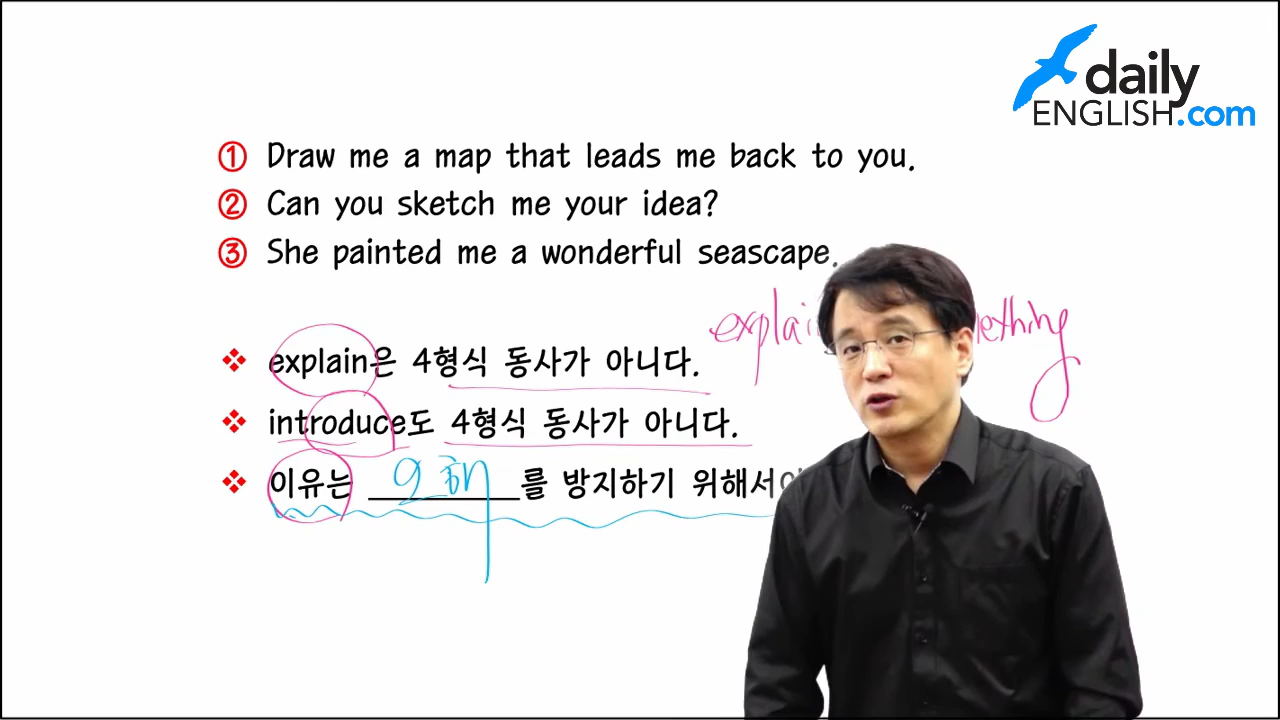 daily
ENGLISH.com
① Draw me a map that leads me back to you.
② Can you sketch me your idea?
③ She painted me a wonderful seascape.
❖ explain은 4형식 동사가 아니다.
❖ introduce도 4형식 동사가 아니다.
❖ 이유는 오해를 방지하기 위해서